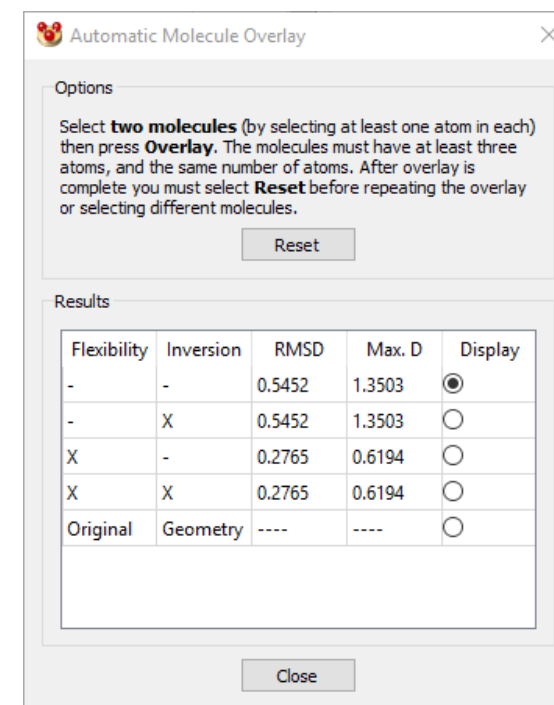 Automatic Molecule Overlay
Options
Select two molecules (by selecting at least one atom in each)
then press Overlay. The molecules must have at least three
atoms, and the same number of atoms. After overlay is
complete you must select Reset before repeating the overlay
or selecting different molecules.
Reset
Results
Flexibility Inversion RMSD Max. D Display
- - 0.5452 1.3503
- X 0.5452 1.3503
X - 0.2765 0.6194
X X 0.2765 0.6194
Original Geometry ---- ----
Close